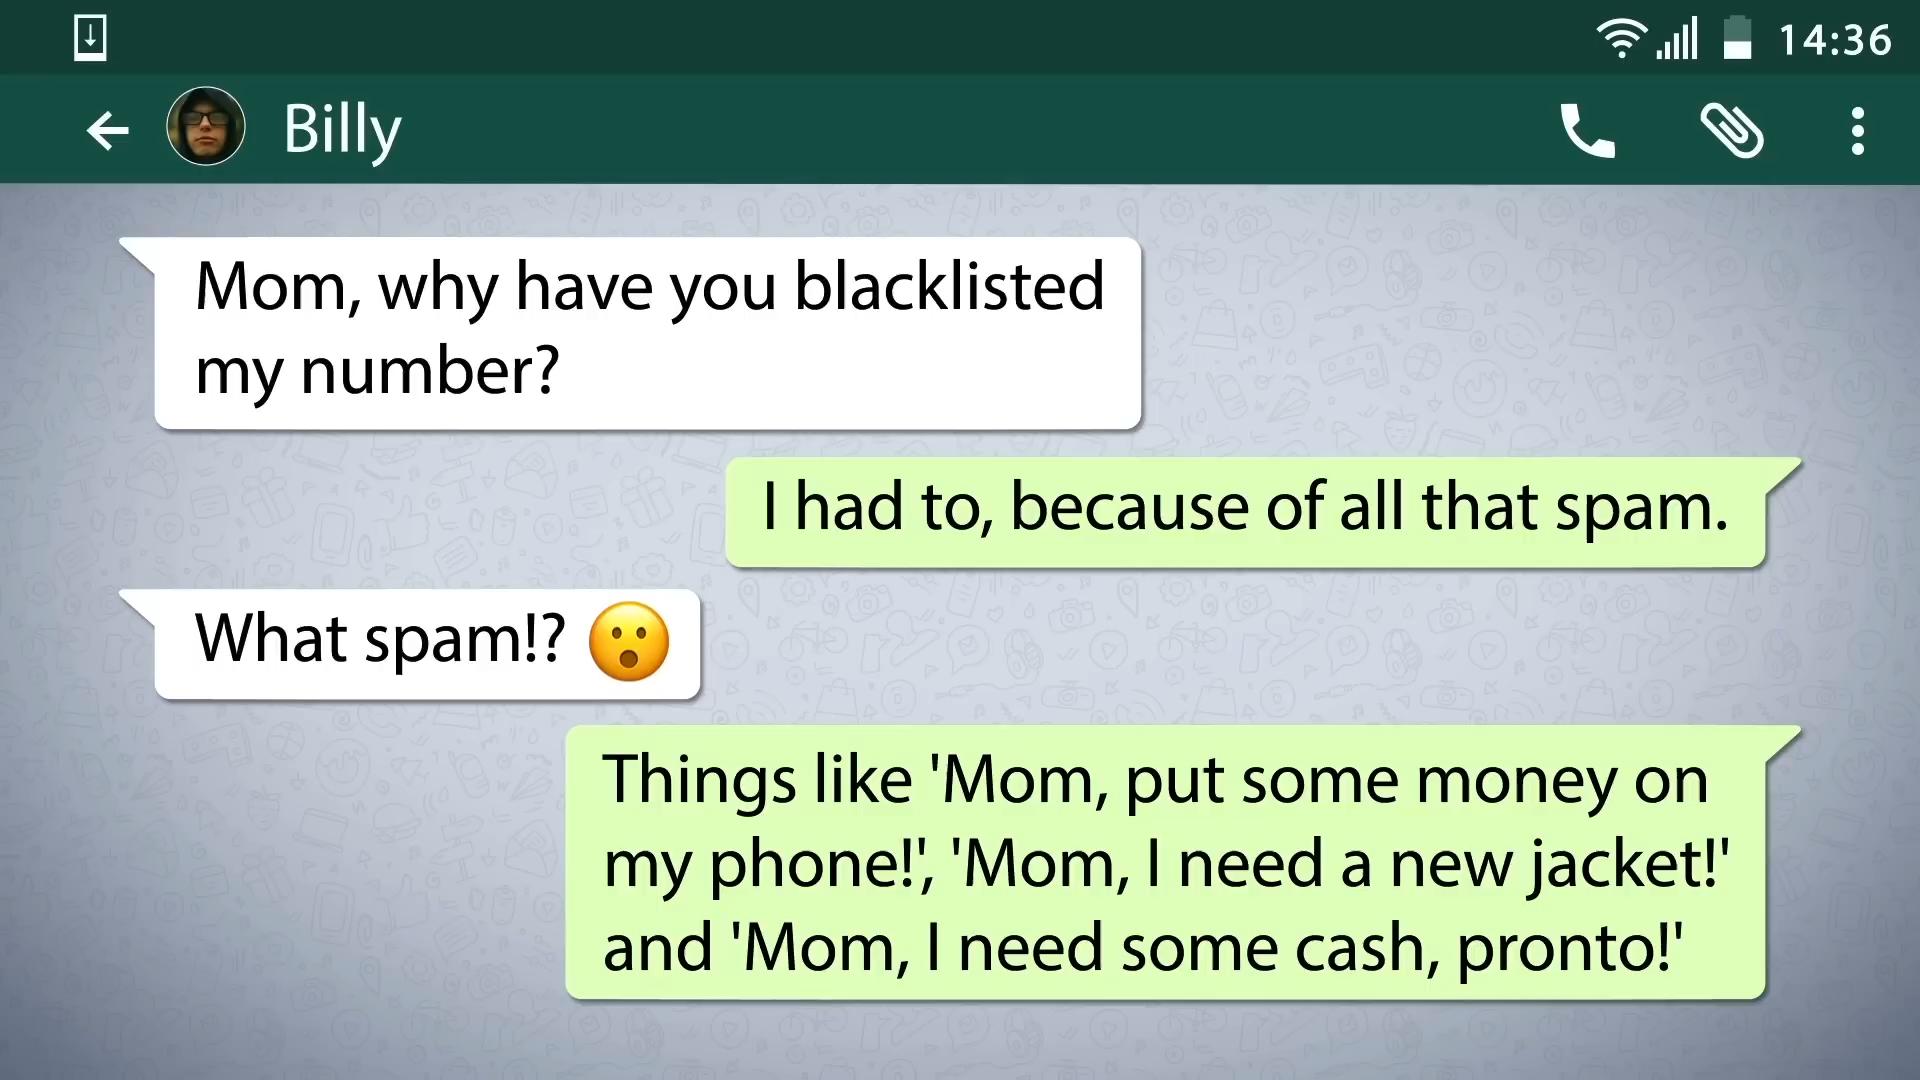 14:36
Billy
Mom, why have you blacklisted
my number?
I had to, because of all that spam.
What spam!? 😮
Things like 'Mom, put some money on
my phone!', 'Mom, I need a new jacket!'
and 'Mom, I need some cash, pronto!'